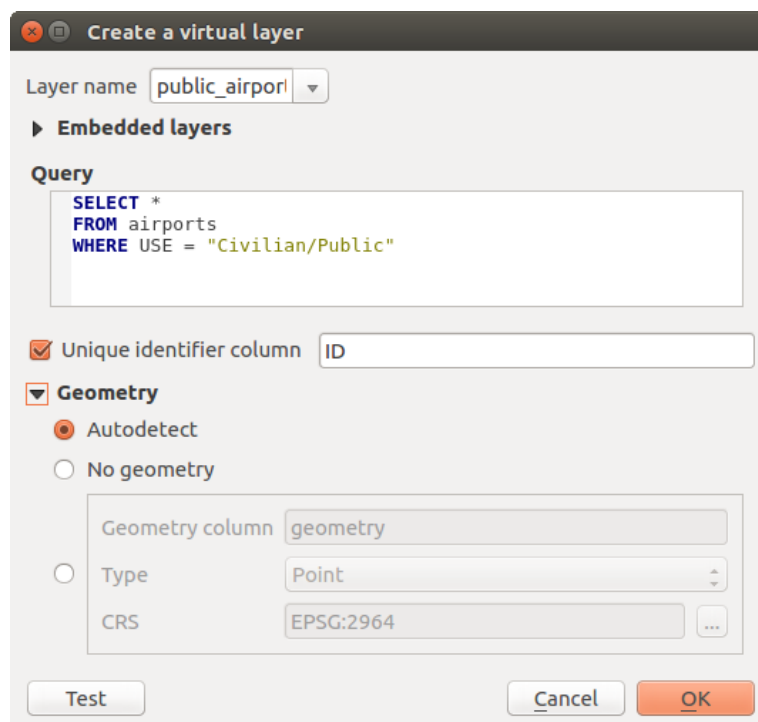 Create a virtual layer
Layer name public_airport
Embedded layers
Query
SELECT *
FROM airports
WHERE USE = "Civilian/Public"
Unique identifier column ID
Geometry
Autodetect
No geometry
Geometry column geometry
Type Point
CRS EPSG:2964 ...
Test Cancel OK